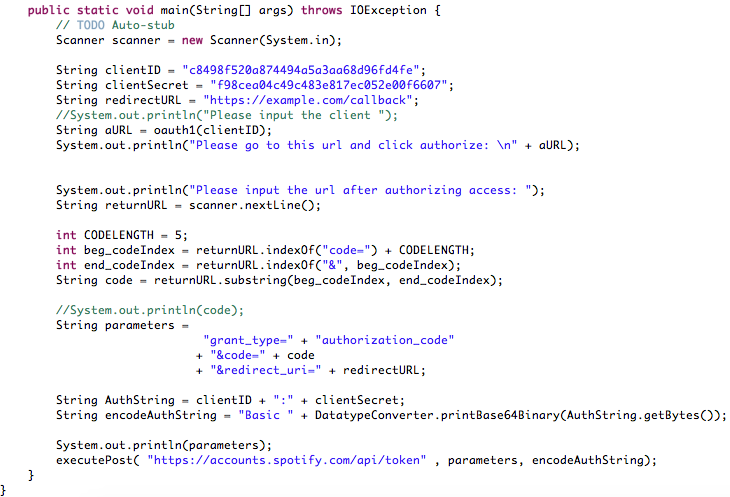 public static void main(String[] args) throws IOException {
// TODO Auto-stub
Scanner scanner = new Scanner(System.in);
String clientID = "c8498f520a874494a5a3aa68d96fd4fe";
String clientSecret = "f98cea04c49c483e817ec052e00f6607";
String redirectURL = "https://example.com/callback";
//System.out.println("Please input the client ");
String aURL = oauth1(clientID);
System.out.println("Please go to this url and click authorize: \n" + aURL);
System.out.println("Please input the url after authorizing access: ");
String returnURL = scanner.nextLine();
int CODELENGTH = 5;
int beg_codeIndex = returnURL.indexOf("code=") + CODELENGTH;
int end_codeIndex = returnURL.indexOf("&", beg_codeIndex);
String code = returnURL.substring(beg_codeIndex, end_codeIndex);
//System.out.println(code);
String parameters =
"grant_type=" + "authorization_code"
+ "&code=" + code
+ "&redirect_uri=" + redirectURL;
String AuthString = clientID + ":" + clientSecret;
String encodeAuthString = "Basic " + DatatypeConverter.printBase64Binary(AuthString.getBytes());
System.out.println(parameters);
executePost( "https://accounts.spotify.com/api/token" , parameters, encodeAuthString);
}
}